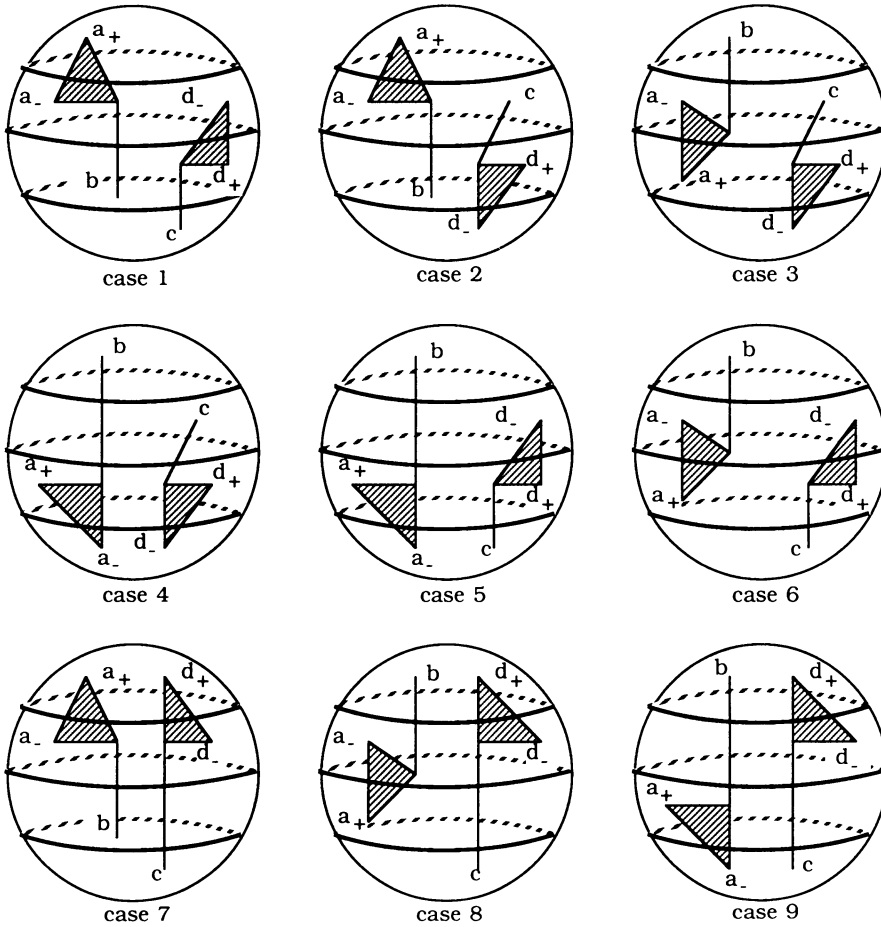 a+
a- d-
b d+
c
case 1
a+
a- c
d+
b
d-
case 2
b
a- c
a+ d+
d-
case 3
b
c
a+ d+
d-
a-
case 4
b
d-
a+
d+
c
a-
case 5
b
a- d-
a+ d+
c
case 6
a+ d+
a- d-
b
c
case 7
b d+
a- d-
a+
c
case 8
b d+
d-
a+
c
a-
case 9